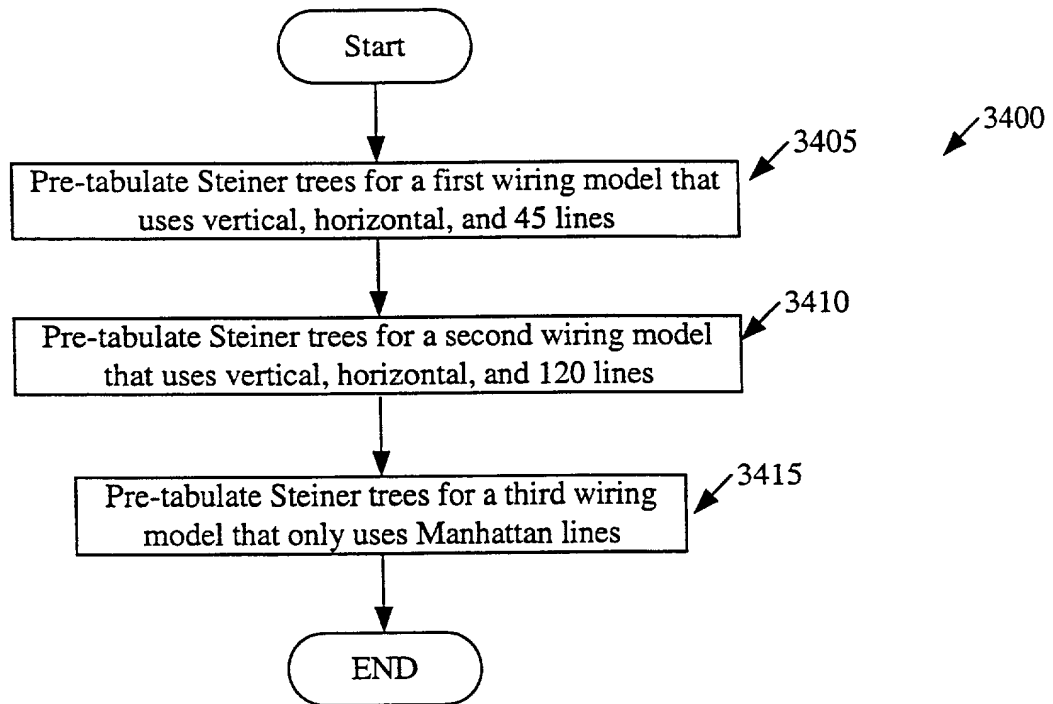 Start
3400
3405
Pre-tabulate Steiner trees for a first wiring model that
uses vertical, horizontal, and 45 lines
3410
Pre-tabulate Steiner trees for a second wiring model
that uses vertical, horizontal, and 120 lines
3415
Pre-tabulate Steiner trees for a third wiring
model that only uses Manhattan lines
END